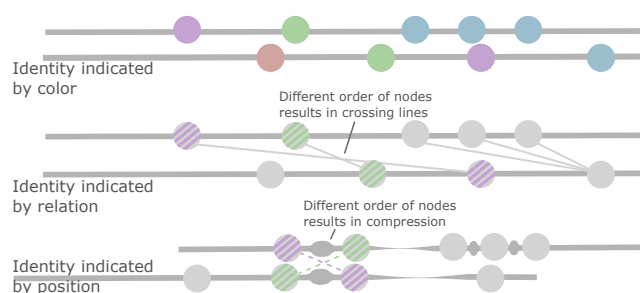 Identity indicated
by color
Different order of nodes
results in crossing lines
Identity indicated
by relation
Different order of nodes
results in compression
Identity indicated
by position